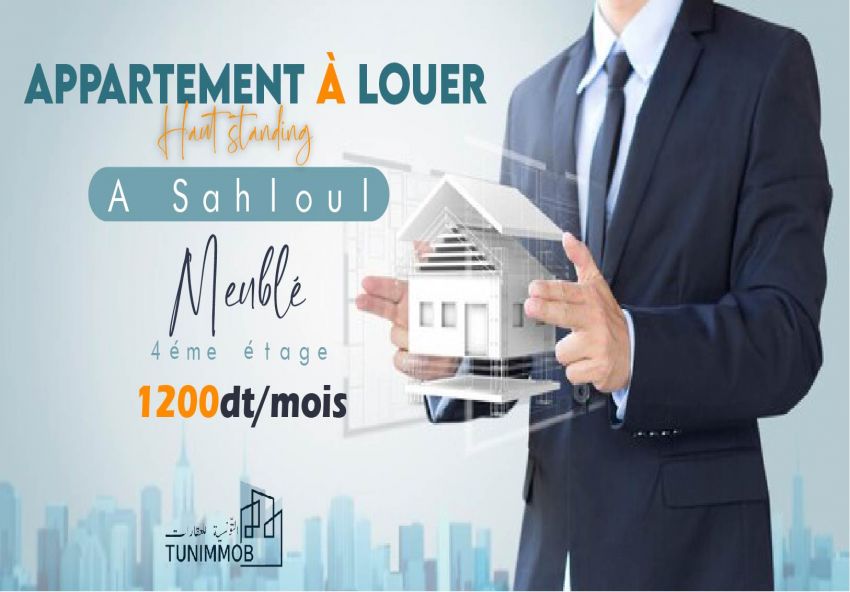 APPARTEMENT À LOUER
Haut standing
A Sahloul
Meublé
4éme étage
1200dt/mois
التونسية للعقارات
TUNIMMOB